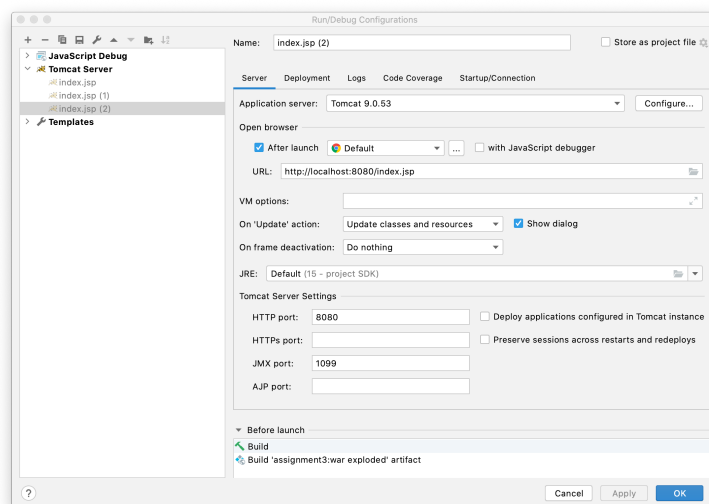 Run/Debug Configurations
JavaScript Debug
Tomcat Server
index.jsp
index.jsp (1)
index.jsp (2)
Templates
Name: index.jsp (2) Store as project file
Server Deployment Logs Code Coverage Startup/Connection
Application server: Tomcat 9.0.53 Configure...
Open browser
After launch Default ... with JavaScript debugger
URL: http://localhost:8080/index.jsp
VM options:
On 'Update' action: Update classes and resources Show dialog
On frame deactivation: Do nothing
JRE: Default (15 - project SDK)
Tomcat Server Settings
HTTP port: 8080 Deploy applications configured in Tomcat instance
HTTPs port: Preserve sessions across restarts and redeploys
JMX port: 1099
AJP port:
Before launch
Build
Build 'assignment3:war exploded' artifact
? Cancel Apply OK